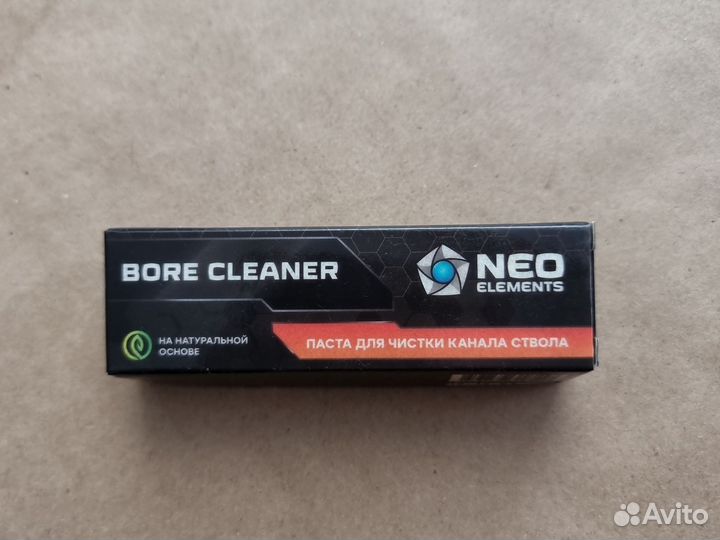 BORE CLEANER
NEO
ELEMENTS
НА НАТУРАЛЬНОЙ
ОСНОВЕ
ПАСТА ДЛЯ ЧИСТКИ КАНАЛА СТВОЛА
Avito